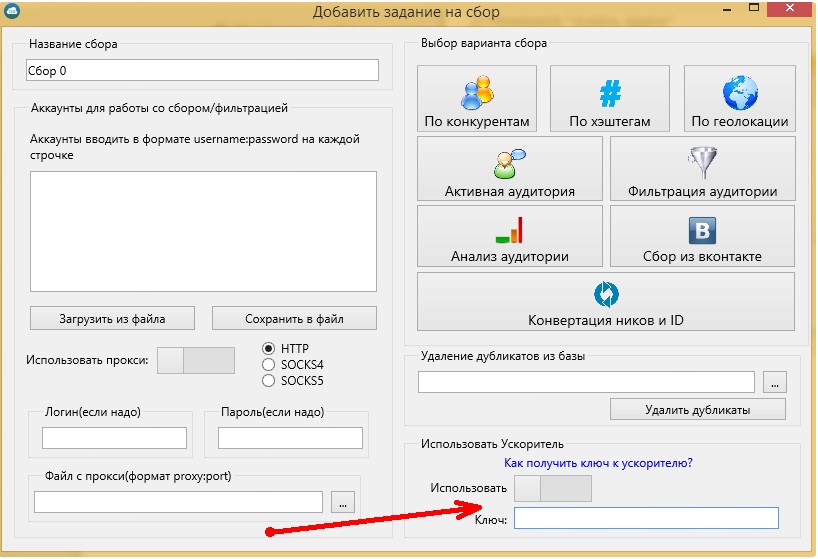 Добавить задание на сбор
Название сбора
Сбор 0
Аккаунты для работы со сбором/фильтрацией
Аккаунты вводить в формате username:password на каждой
строчке
Загрузить из файла
Сохранить в файл
Использовать прокси:
HTTP
SOCKS4
SOCKS5
Логин(если надо)
Пароль(если надо)
Файл с прокси(формат proxy:port)
...
Выбор варианта сбора
По конкурентам
#
По хэштегам
По геолокации
Активная аудитория
Фильтрация аудитории
Анализ аудитории
B
Сбор из вконтакте
Конвертация ников и ID
Удаление дубликатов из базы
...
Удалить дубликаты
Использовать Ускоритель
Как получить ключ к ускорителю?
Использовать
Ключ: